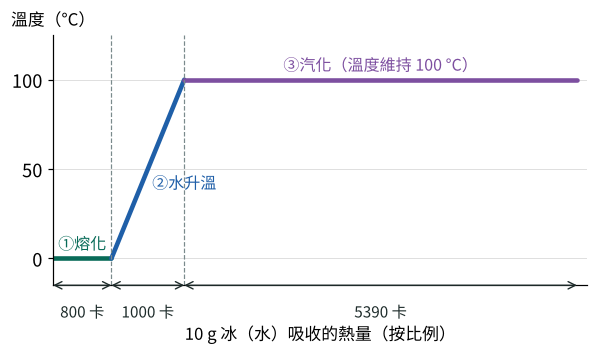 溫度（°C）
③汽化（溫度維持 100 °C）
100
50
②水升溫
①熔化
0
800 卡
1000 卡
5390 卡
10 g 冰（水）吸收的熱量（按比例）